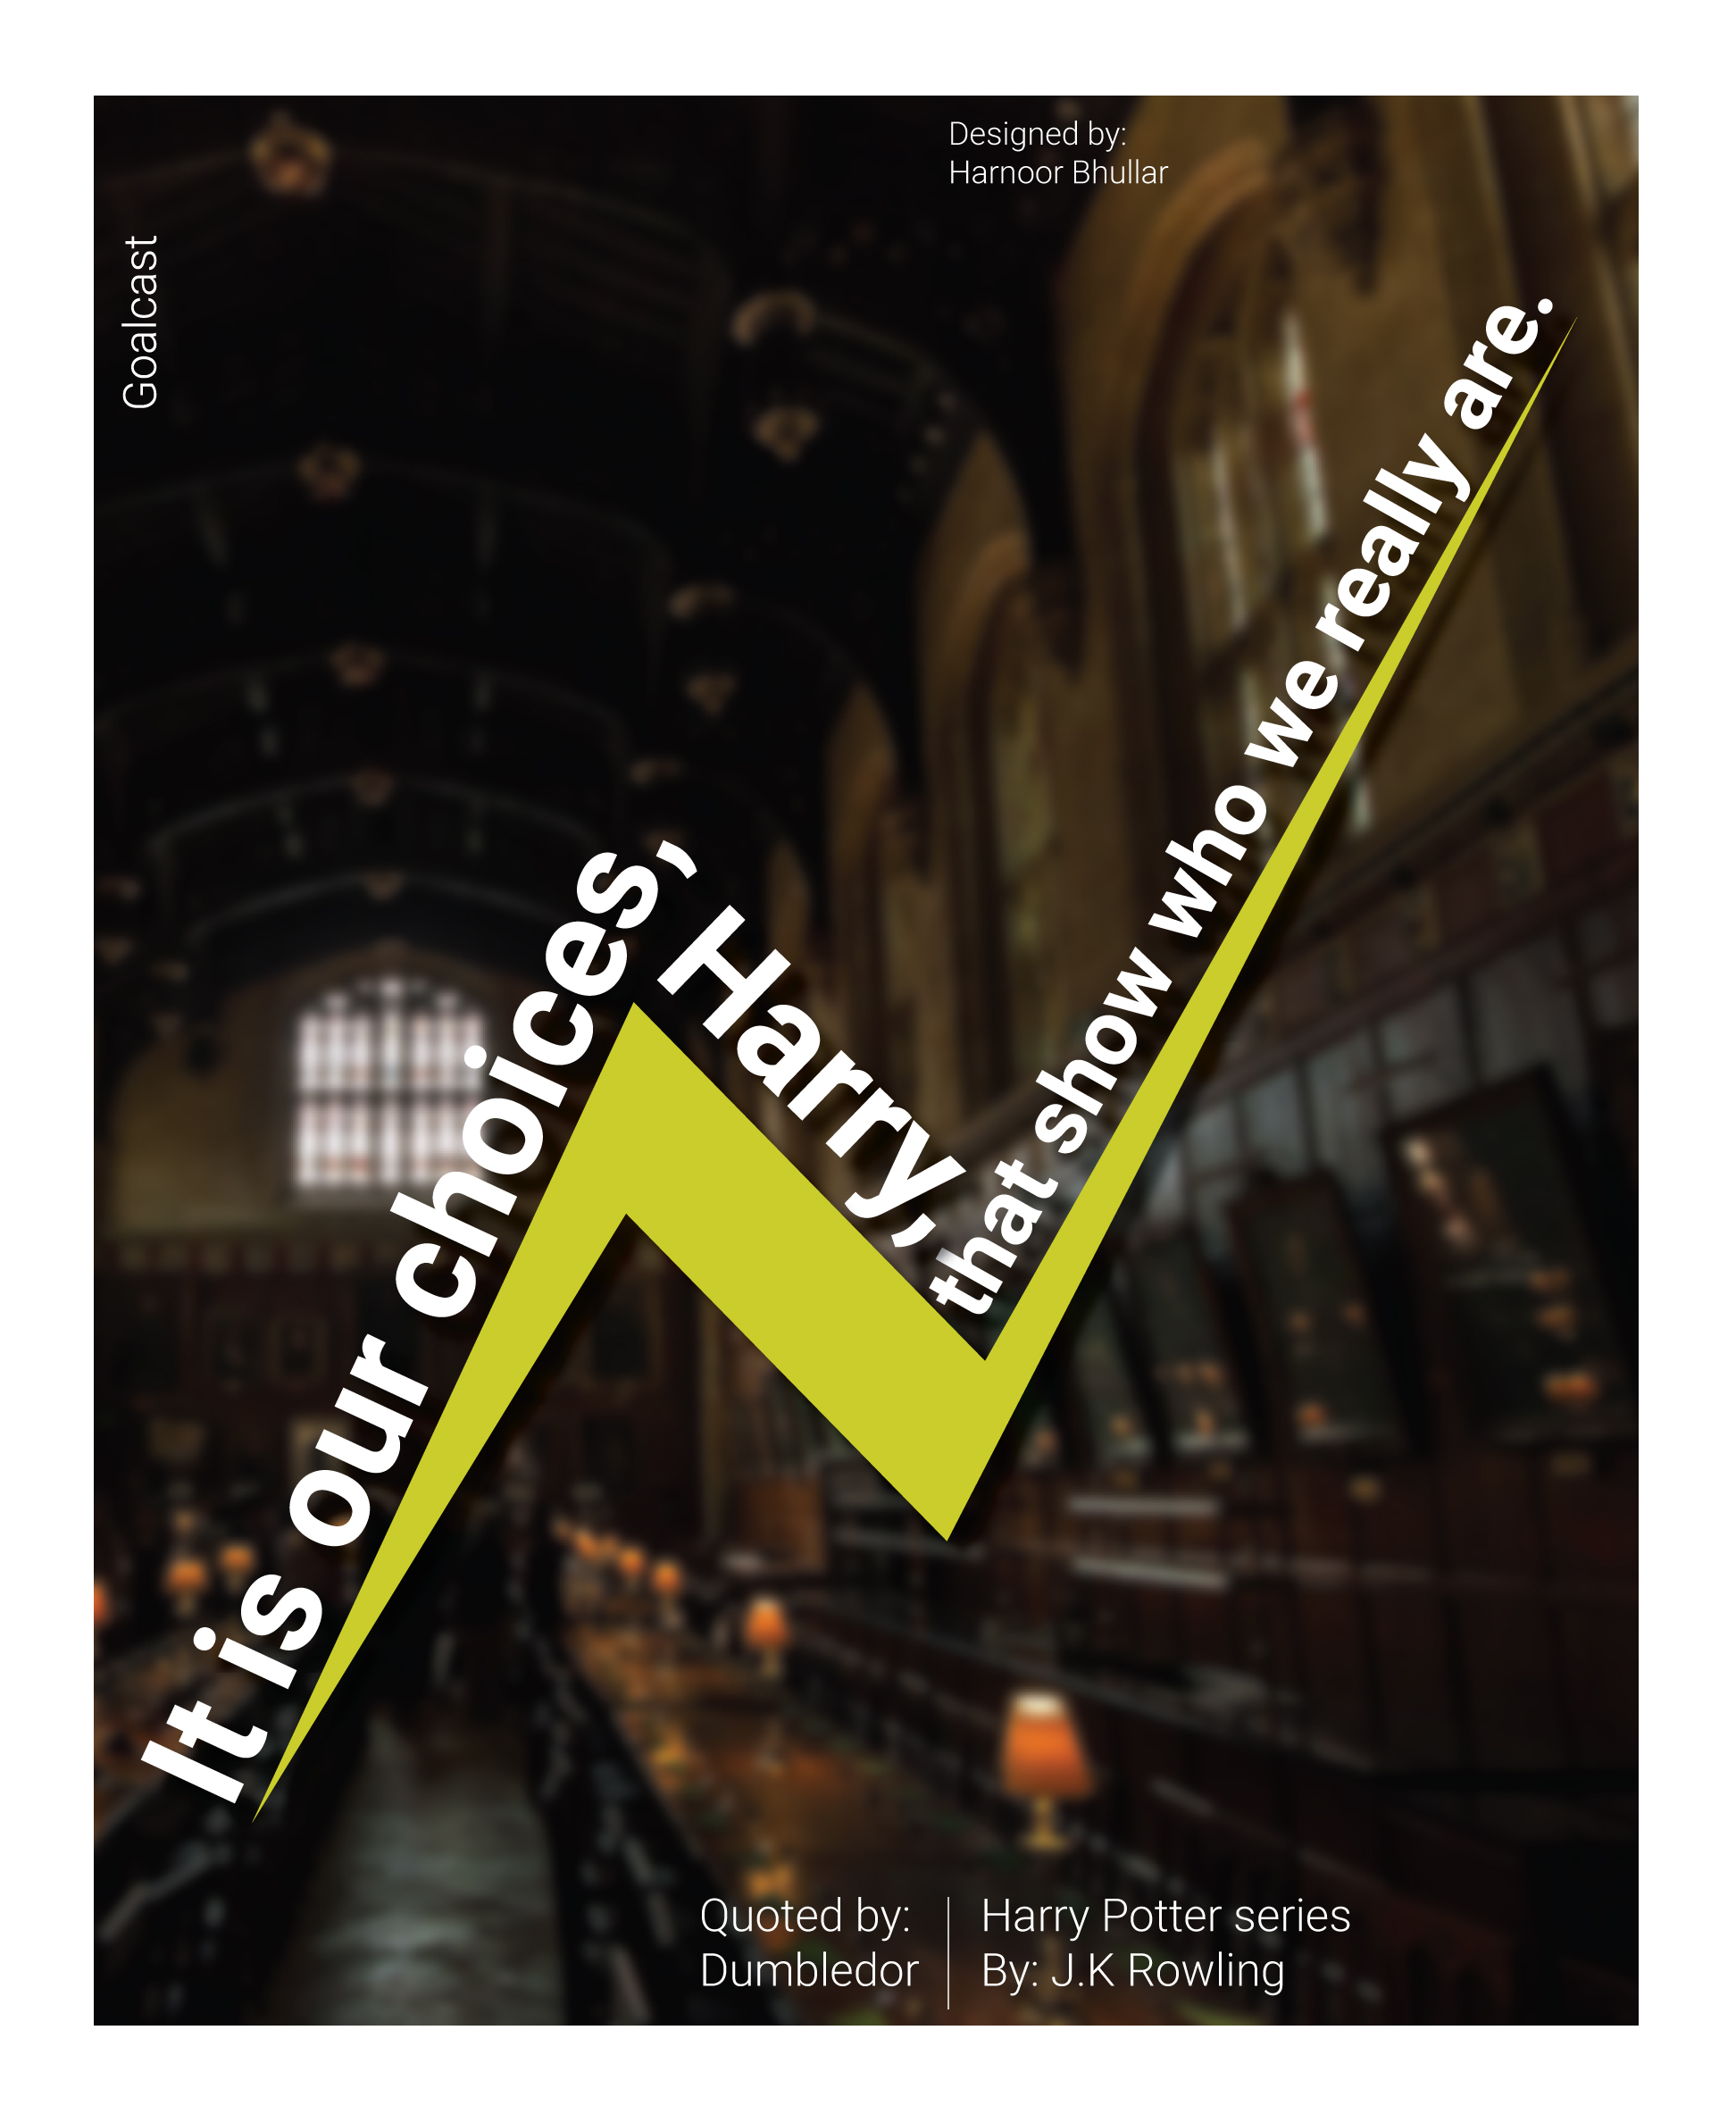 Designed by:
Harnoor Bhullar
Goalcast
It is our choices,
Harry,
that show who we really are.
Quoted by:
Dumbledor
Harry Potter series
By: J.K Rowling